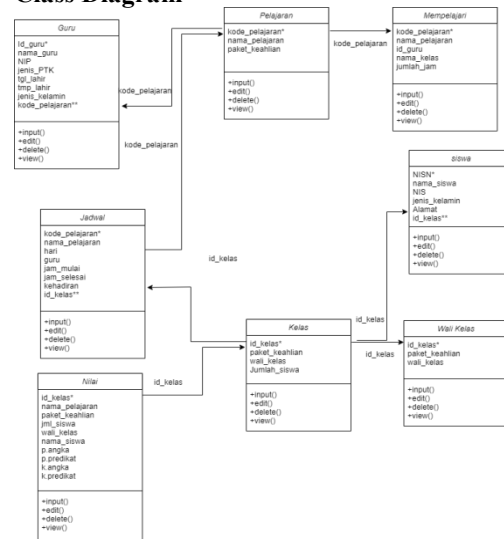 Class Diagram
Guru
Id_guru*
nama_guru
NIP
jenis_PTK
tgl_lahir
tmp_lahir
jenis_kelamin
kode_pelajaran**
+input()
+edit()
+delete()
+view()
kode_pelajaran
kode_pelajaran
Pelajaran
kode_pelajaran*
nama_pelajaran
paket_keahlian
+input()
+edit()
+delete()
+view()
kode_pelajaran
Mempelajari
kode_pelajaran*
nama_pelajaran
id_guru
nama_kelas
jumlah_jam
+input()
+edit()
+delete()
+view()
siswa
NISN*
nama_siswa
NIS
jenis_kelamin
Alamat
id_kelas**
+input()
+edit()
+delete()
+view()
Jadwal
kode_pelajaran*
nama_pelajaran
hari
guru
jam_mulai
jam_selesai
kehadiran
id_kelas**
+input()
+edit()
+delete()
+view()
id_kelas
Kelas
id_kelas*
paket_keahlian
wali_kelas
Jumlah_siswa
+input()
+edit()
+delete()
+view()
id_kelas
id_kelas
Wali Kelas
id_kelas*
paket_keahlian
wali_kelas
+input()
+edit()
+delete()
+view()
Nilai
id_kelas*
nama_pelajaran
paket_keahlian
jml_siswa
wali_kelas
nama_siswa
p.angka
p.predikat
k.angka
k.predikat
+input()
+edit()
+delete()
+view()
id_kelas